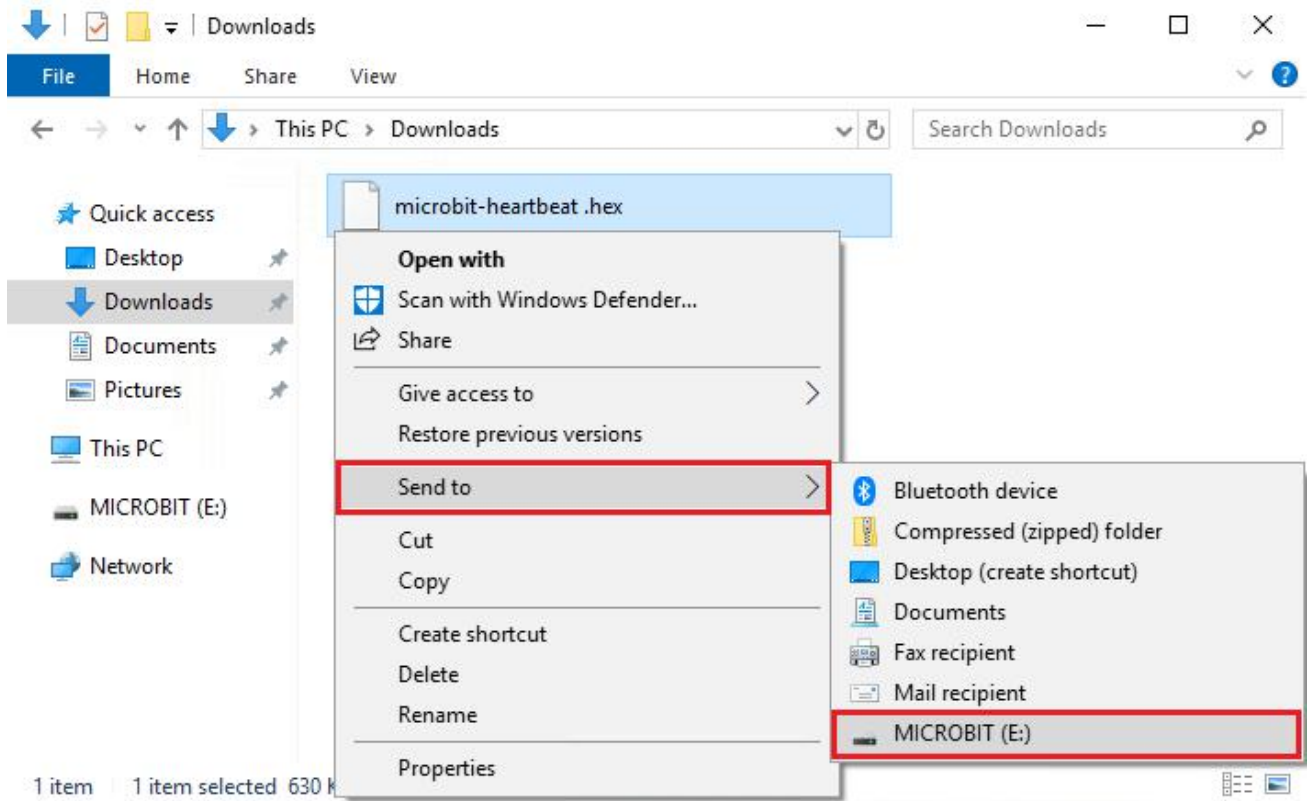 Downloads
File Home Share View
This PC > Downloads
Search Downloads
Quick access
Desktop
Downloads
Documents
Pictures
This PC
MICROBIT (E:)
Network
microbit-heartbeat .hex
Open with
Scan with Windows Defender...
Share
Give access to
Restore previous versions
Send to
Cut
Copy
Create shortcut
Delete
Rename
Properties
Bluetooth device
Compressed (zipped) folder
Desktop (create shortcut)
Documents
Fax recipient
Mail recipient
MICROBIT (E:)
1 item 1 item selected 630